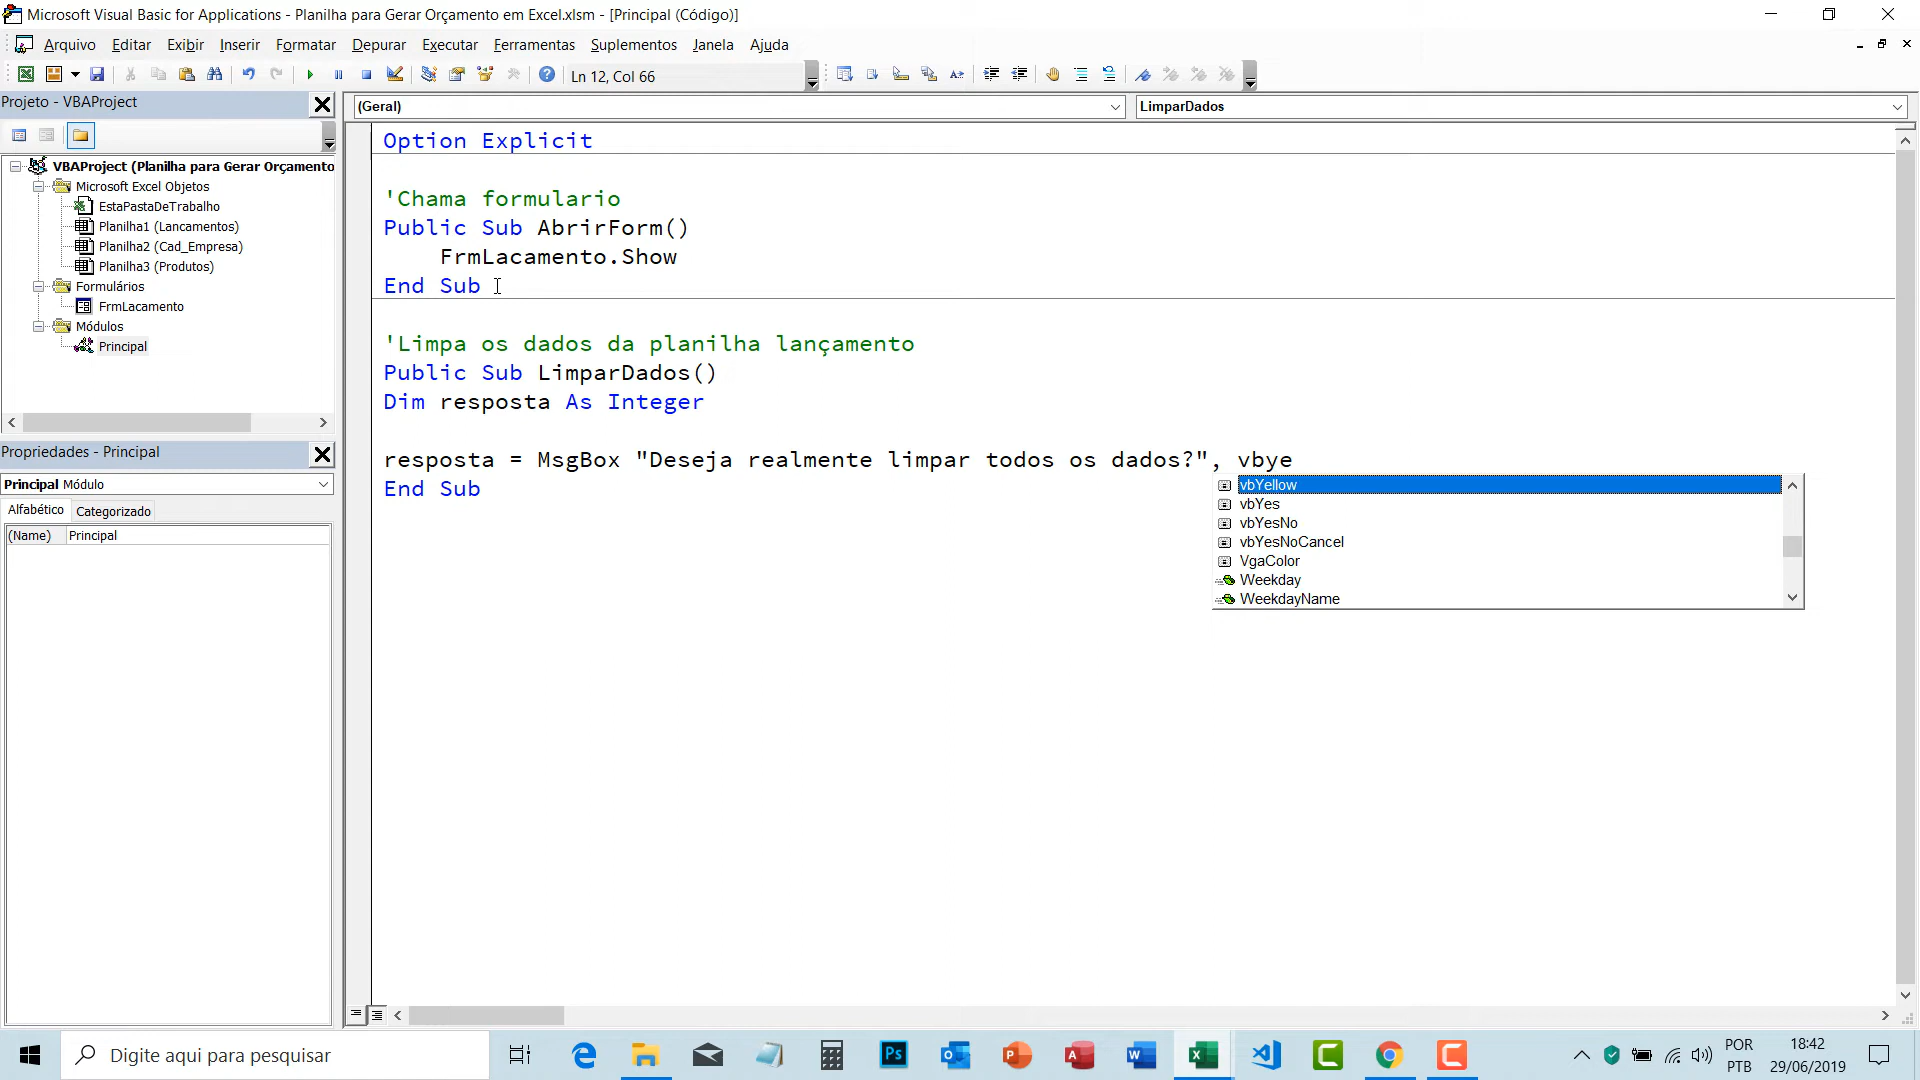 Microsoft Visual Basic for Applications - Planilha para Gerar Orçamento em Excel.xlsm - [Principal (Código)]
Arquivo Editar Exibir Inserir Formatar Depurar Executar Ferramentas Suplementos Janela Ajuda
Ln 12, Col 66
Projeto - VBAProject
VBAProject (Planilha para Gerar Orçamento
Microsoft Excel Objetos
EstaPastaDeTrabalho
Planilha1 (Lancamentos)
Planilha2 (Cad_Empresa)
Planilha3 (Produtos)
Formulários
FrmLacamento
Módulos
Principal
Propriedades - Principal
Principal Módulo
Alfabético Categorizado
(Name) Principal
(Geral) LimparDados
Option Explicit
'Chama formulario
Public Sub AbrirForm()
FrmLacamento.Show
End Sub
'Limpa os dados da planilha lançamento
Public Sub LimparDados()
Dim resposta As Integer
resposta = MsgBox "Deseja realmente limpar todos os dados?", vbye
End Sub
vbYellow
vbYes
vbYesNo
vbYesNoCancel
VgaColor
Weekday
WeekdayName
Digite aqui para pesquisar
POR
PTB
18:42
29/06/2019